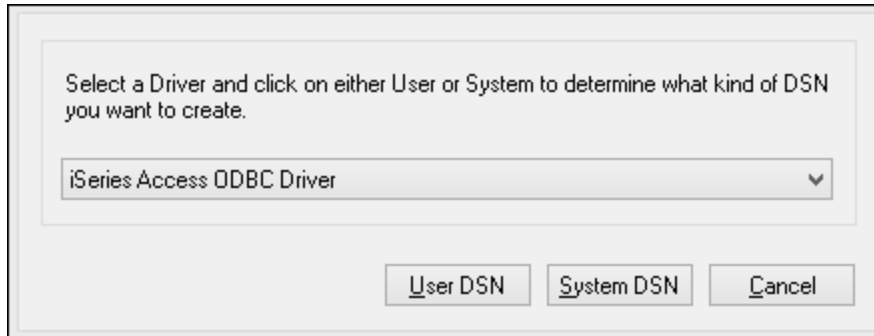 Select a Driver and click on either User or System to determine what kind of DSN
you want to create.
iSeries Access ODBC Driver
User DSN System DSN Cancel